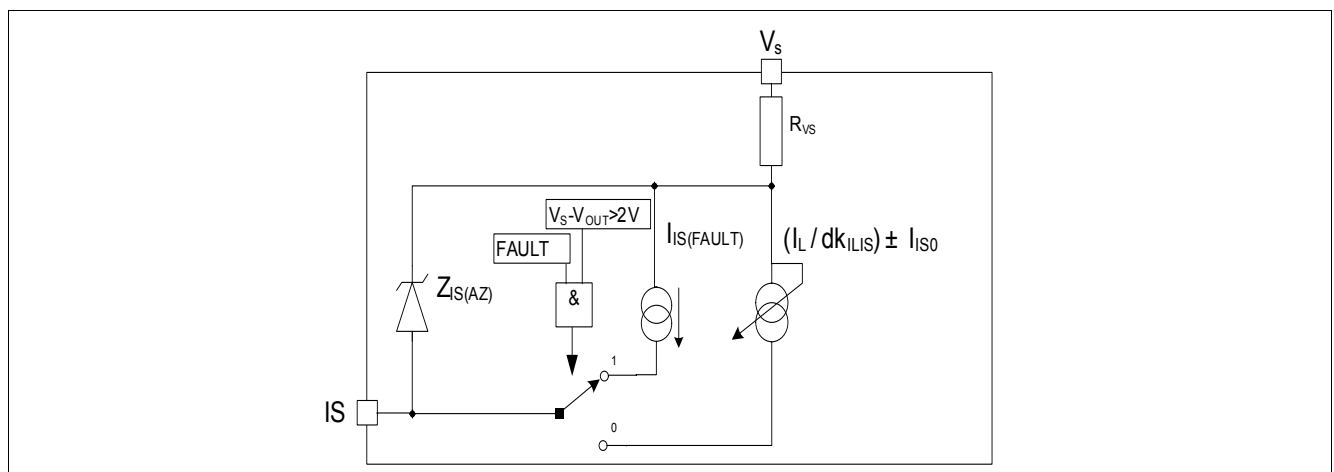 Vs
RVS
VS-VOUT>2V
FAULT
IIS(FAULT)
(IL / dkILIS) ± IIS0
ZIS(AZ)
&
1
IS
0